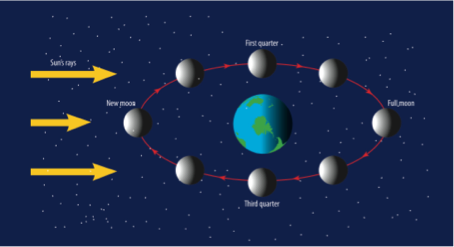 First quarter
Sun's rays
New moon
Full moon
Third quarter